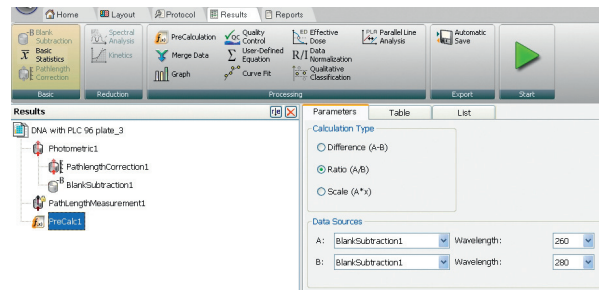 Home Layout Protocol Results Reports
Blank Subtraction
Basic Statistics
Pathlength Correction
Basic
Spectral Analysis
Kinetics
Reduction
PreCalculation
Merge Data
Graph
Quality Control
User-Defined Equation
Curve Fit
Effective Dose
Data Normalization
Qualitative Classification
Parallel Line Analysis
Processing
Automatic Save
Export
Start
Results
DNA with PLC 96 plate_3
Photometric1
PathlengthCorrection1
BlankSubtraction1
PathLengthMeasurement1
PreCalc1
Parameters Table List
Calculation Type
Difference (A-B)
Ratio (A/B)
Scale (A*x)
Data Sources
A: BlankSubtraction1 Wavelength: 260
B: BlankSubtraction1 Wavelength: 280